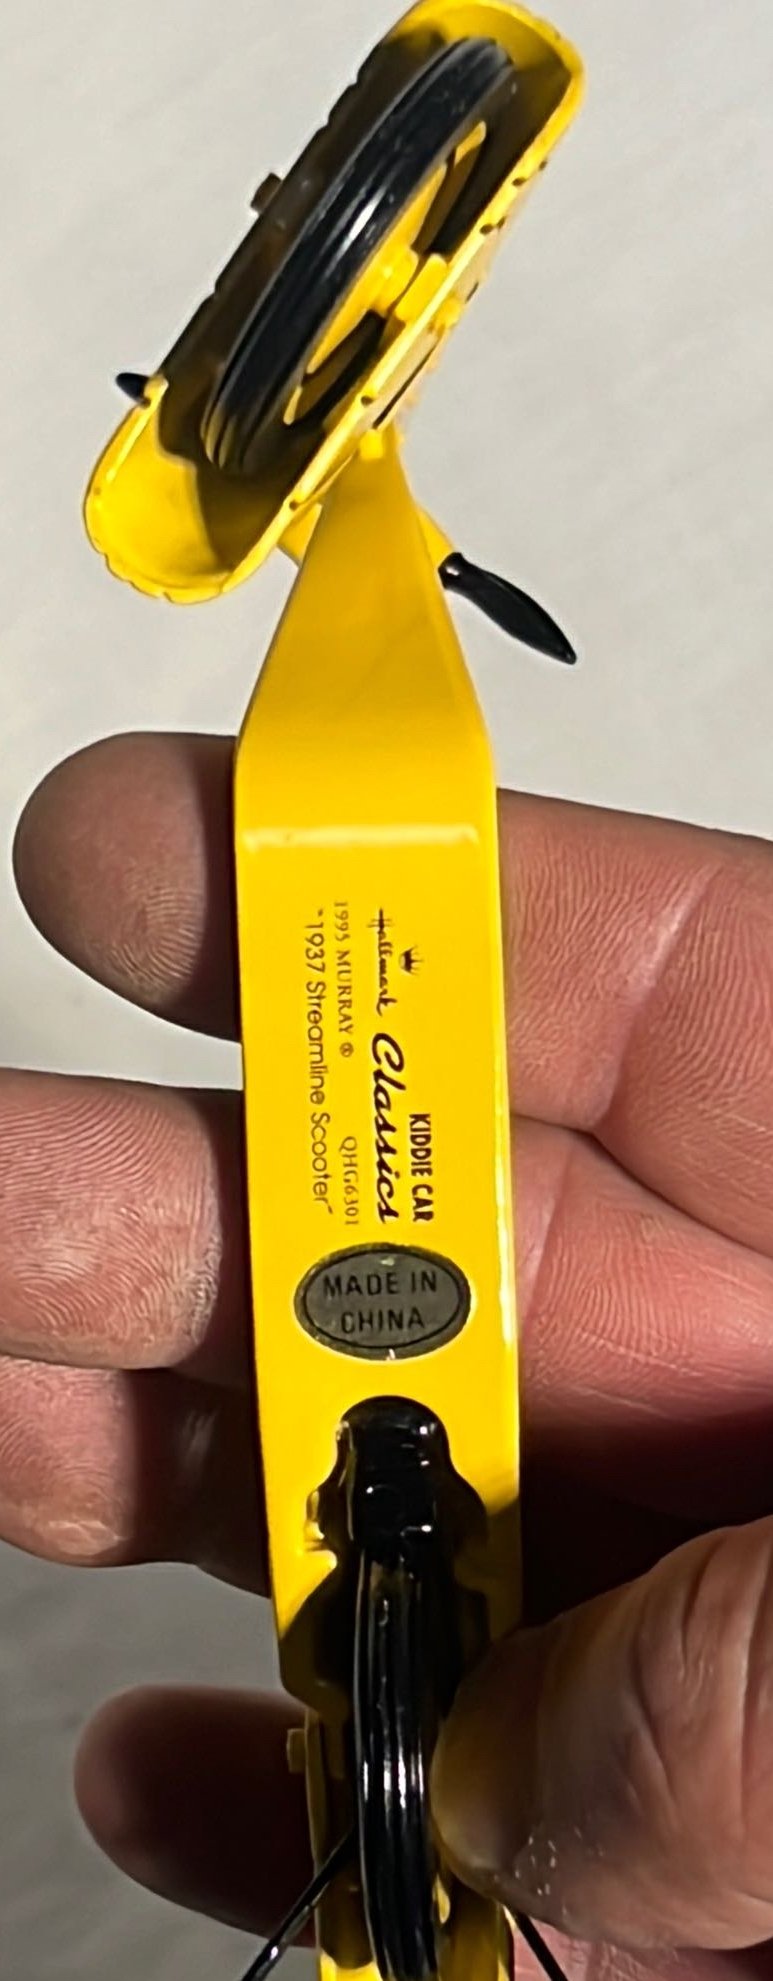 Hallmark
KIDDIE CAR
Classics
1995 MURRAY ® QHG6301
"1937 Streamline Scooter"
MADE IN
CHINA